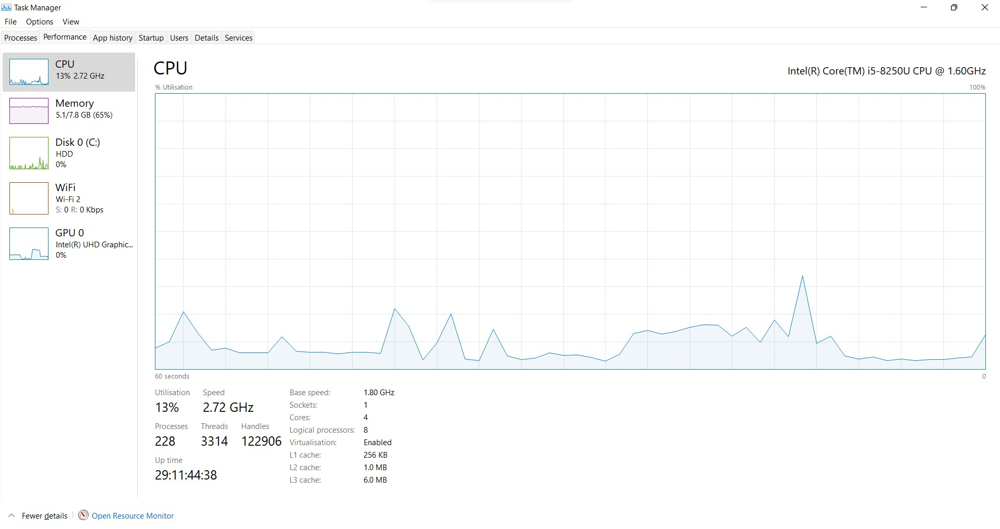 Task Manager
File Options View
Processes Performance App history Startup Users Details Services
CPU
13% 2.72 GHz
Memory
5.1/7.8 GB (65%)
Disk 0 (C:)
HDD
0%
WiFi
Wi-Fi 2
S: 0 R: 0 Kbps
GPU 0
Intel(R) UHD Graphic...
0%
CPU
Intel(R) Core(TM) i5-8250U CPU @ 1.60GHz
% Utilisation 100%
60 seconds 0
Utilisation Speed
13% 2.72 GHz
Processes Threads Handles
228 3314 122906
Up time
29:11:44:38
Base speed: 1.80 GHz
Sockets: 1
Cores: 4
Logical processors: 8
Virtualisation: Enabled
L1 cache: 256 KB
L2 cache: 1.0 MB
L3 cache: 6.0 MB
Fewer details Open Resource Monitor